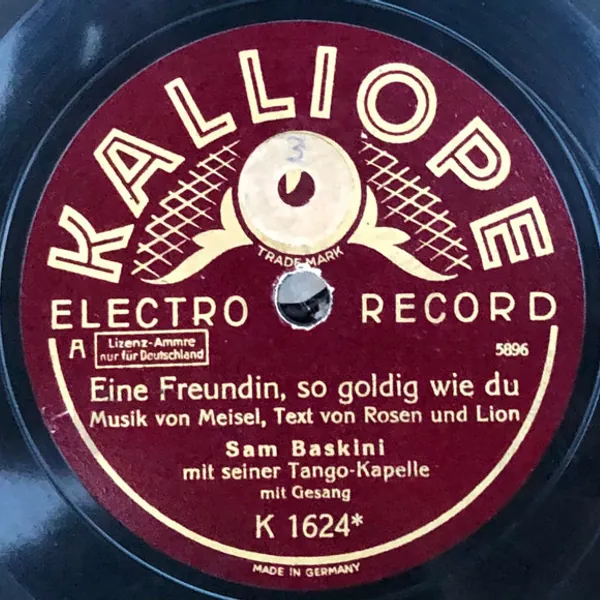 KALLIOPE
3
TRADE MARK
ELECTRO RECORD
A Lizenz-Ammre
nur für Deutschland
5896
Eine Freundin, so goldig wie du
Musik von Meisel, Text von Rosen und Lion
Sam Baskini
mit seiner Tango-Kapelle
mit Gesang
K 1624*
MADE IN GERMANY